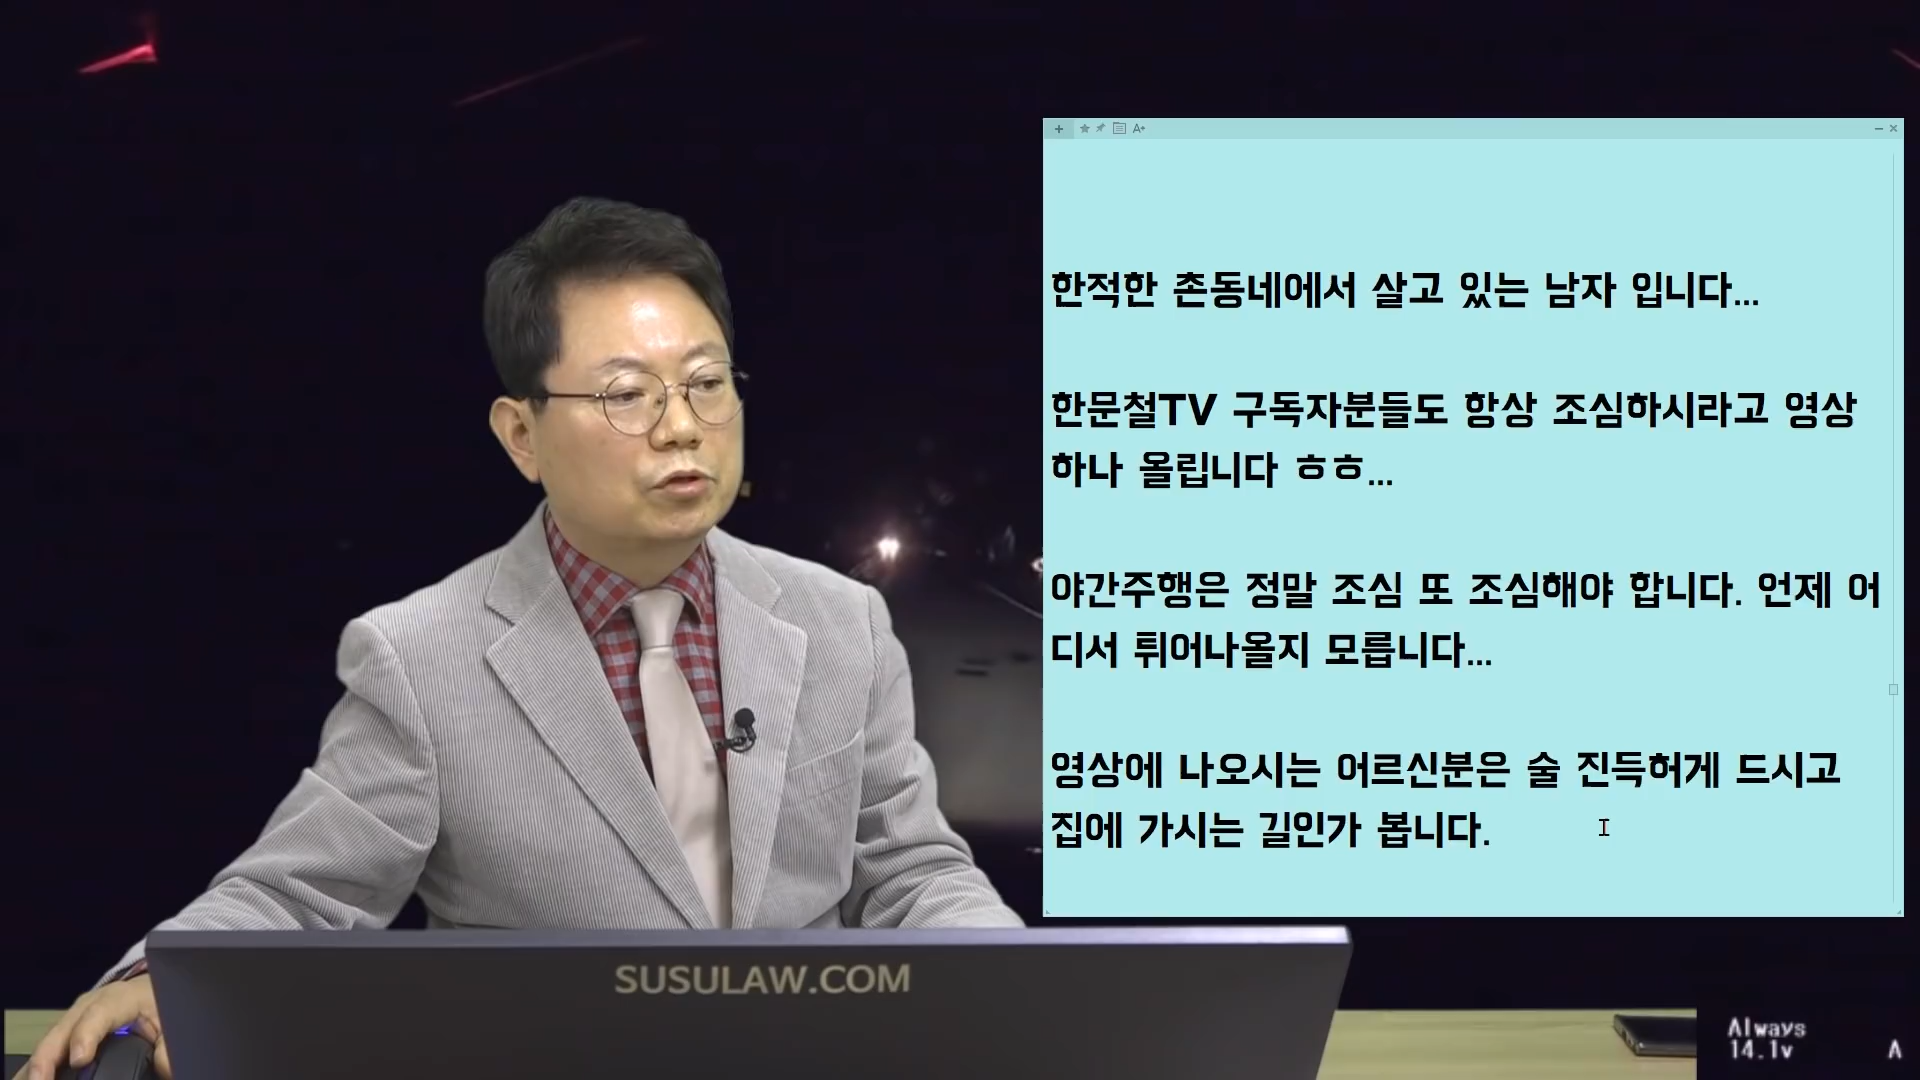 A+
한적한 촌동네에서 살고 있는 남자 입니다...
한문철TV 구독자분들도 항상 조심하시라고 영상
하나 올립니다 ㅎㅎ...
야간주행은 정말 조심 또 조심해야 합니다. 언제 어
디서 튀어나올지 모릅니다...
영상에 나오시는 어르신분은 술 진득허게 드시고
집에 가시는 길인가 봅니다.
SUSULAW.COM
Always
14.1v
A